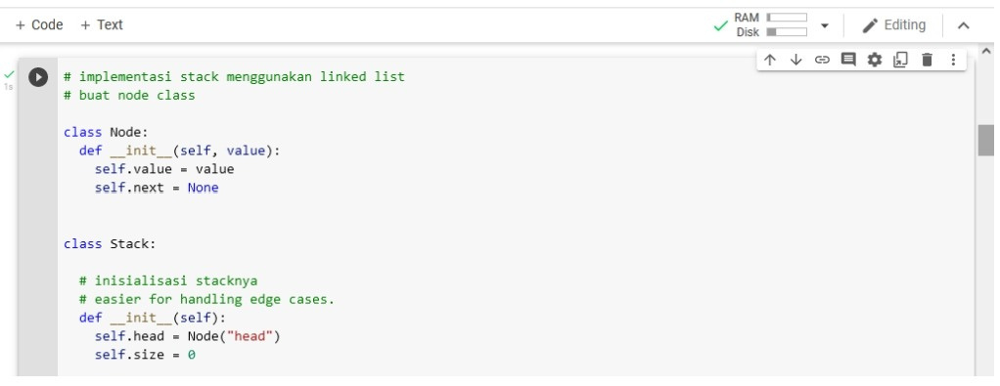 + Code + Text
RAM
Disk
Editing
1s
# implementasi stack menggunakan linked list
# buat node class
class Node:
  def __init__(self, value):
    self.value = value
    self.next = None
class Stack:
  # inisialisasi stacknya
  # easier for handling edge cases.
  def __init__(self):
    self.head = Node("head")
    self.size = 0